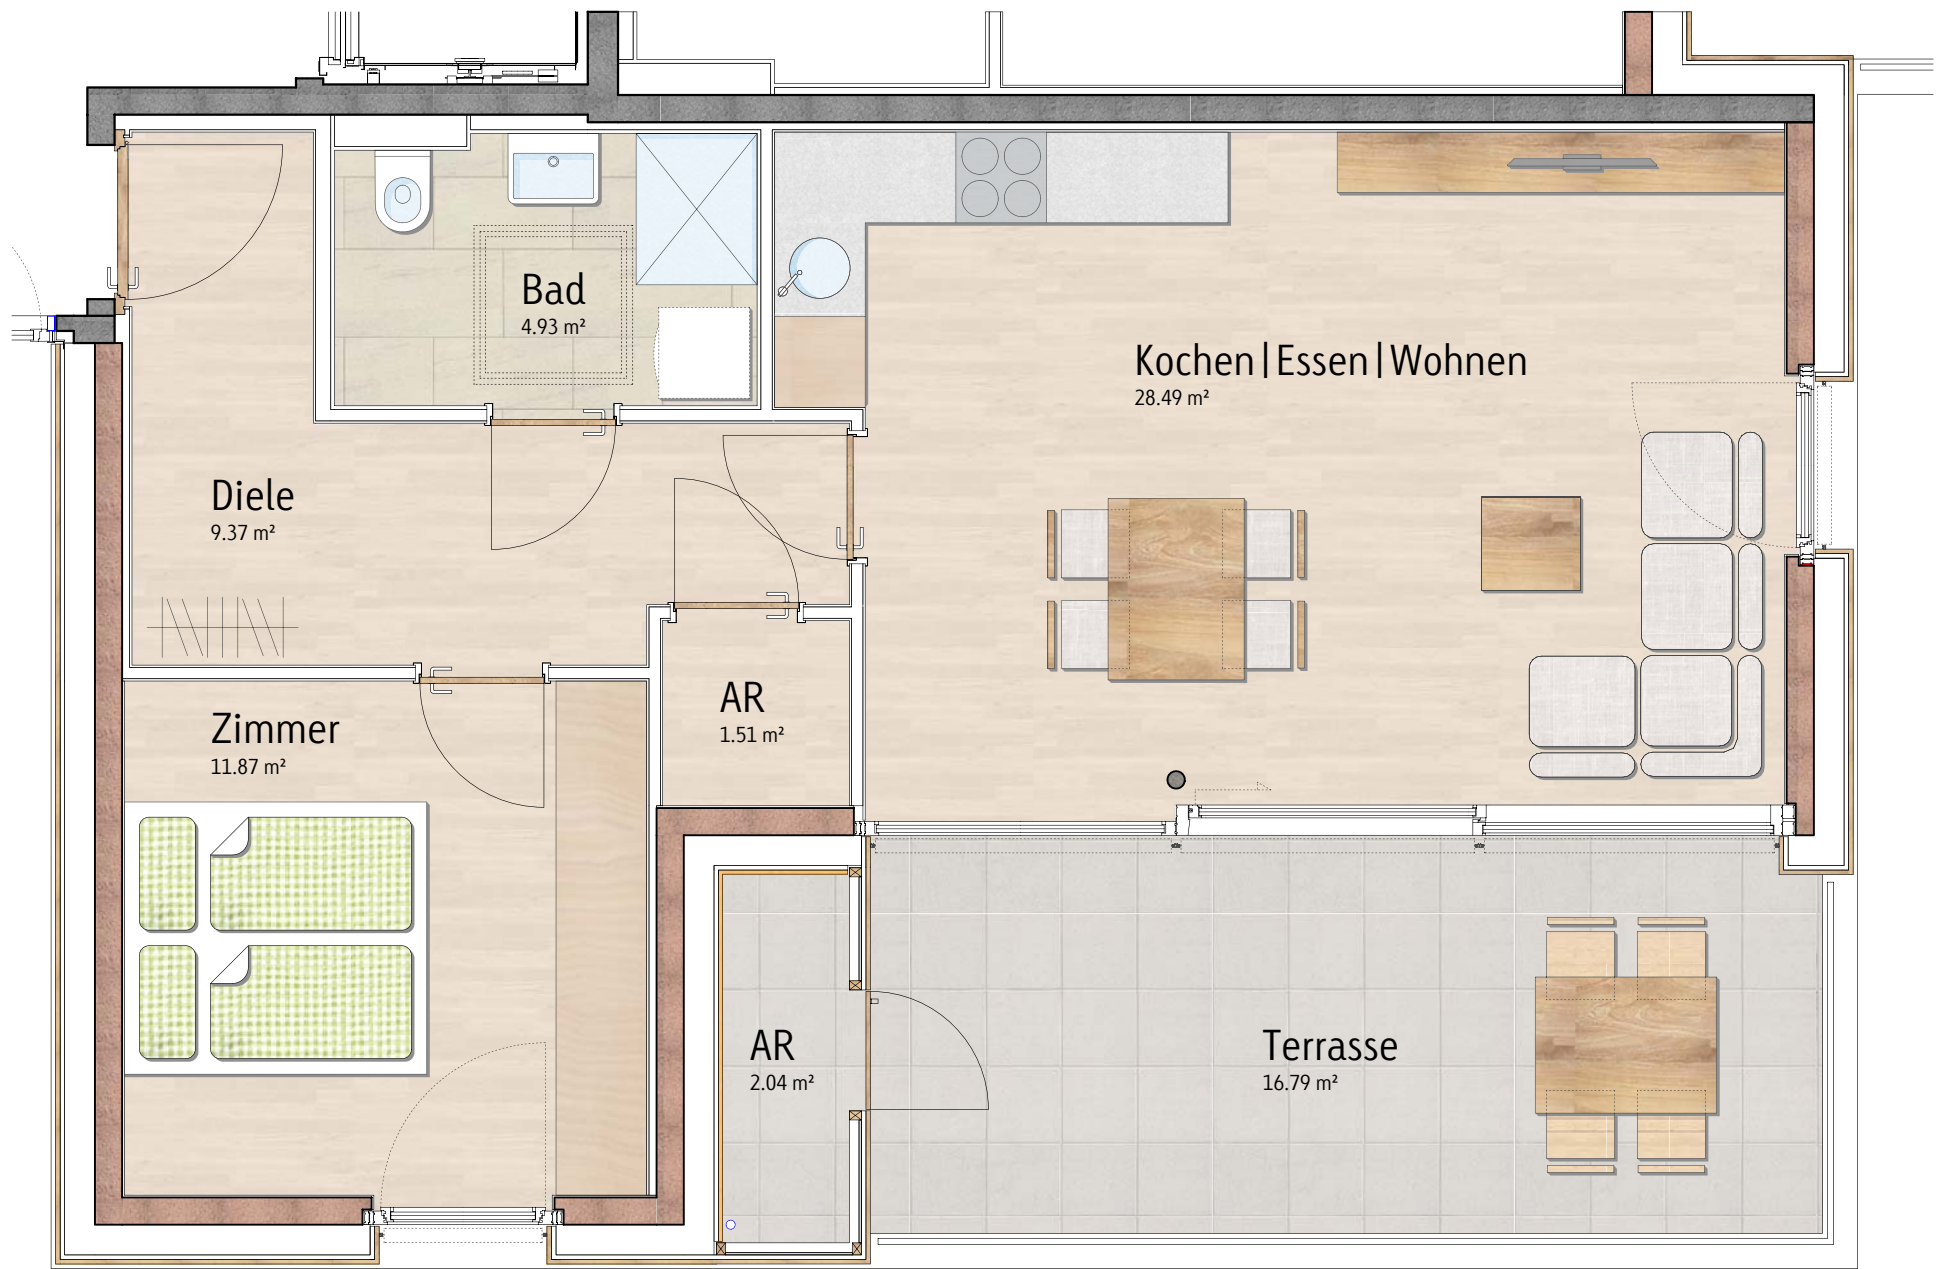 Bad
4.93 m²
Kochen|Essen|Wohnen
28.49 m²
Diele
9.37 m²
AR
1.51 m²
Zimmer
11.87 m²
AR
2.04 m²
Terrasse
16.79 m²